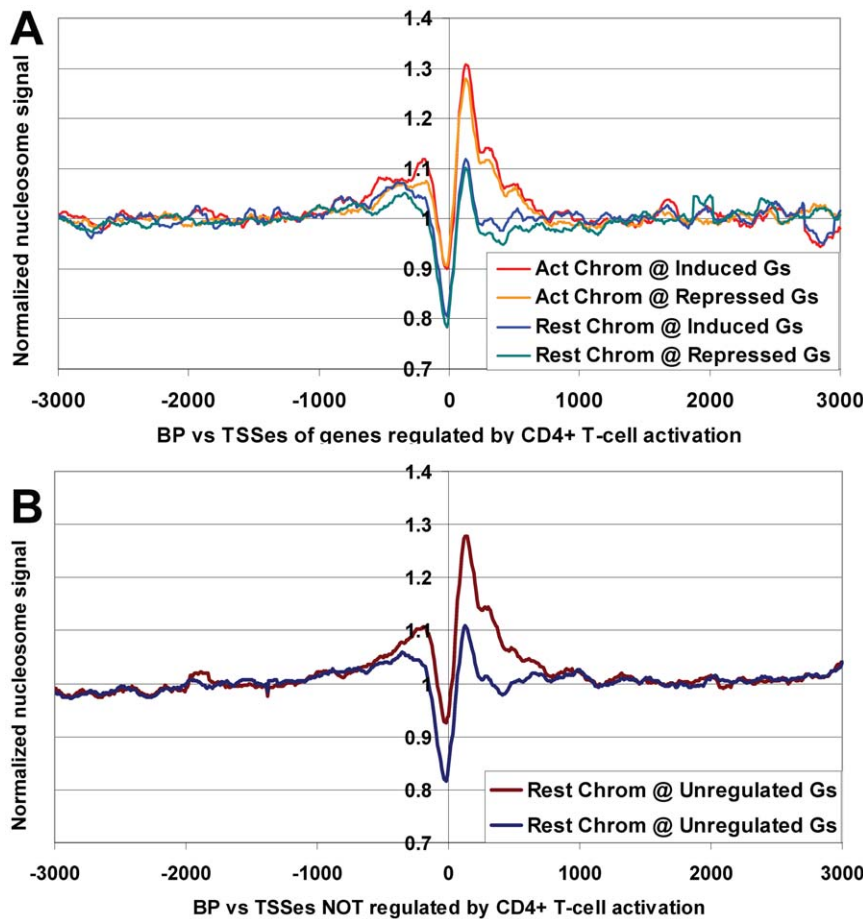 A
Normalized nucleosome signal
1.4
1.3
1.2
1.1
1
0.9
0.8
0.7
Act Chrom @ Induced Gs
Act Chrom @ Repressed Gs
Rest Chrom @ Induced Gs
Rest Chrom @ Repressed Gs
-3000 -2000 -1000 0 1000 2000 3000
BP vs TSSes of genes regulated by CD4+ T-cell activation
B
Normalized nucleosome signal
1.4
1.3
1.2
1.1
1
0.9
0.8
0.7
Rest Chrom @ Unregulated Gs
Rest Chrom @ Unregulated Gs
-3000 -2000 -1000 0 1000 2000 3000
BP vs TSSes NOT regulated by CD4+ T-cell activation